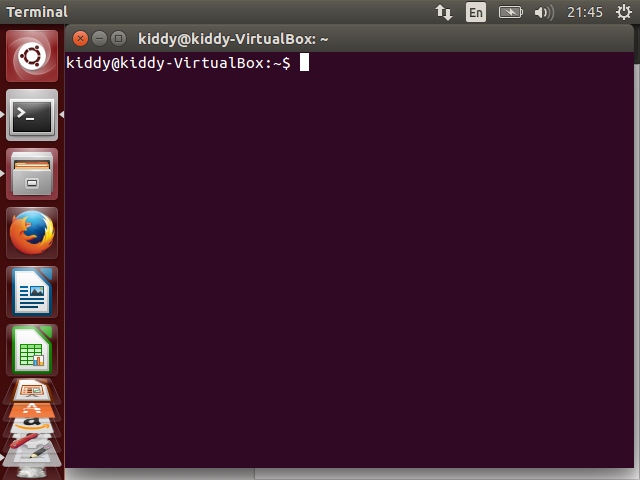 Terminal
En
21:45
kiddy@kiddy-VirtualBox: ~
kiddy@kiddy-VirtualBox:~$